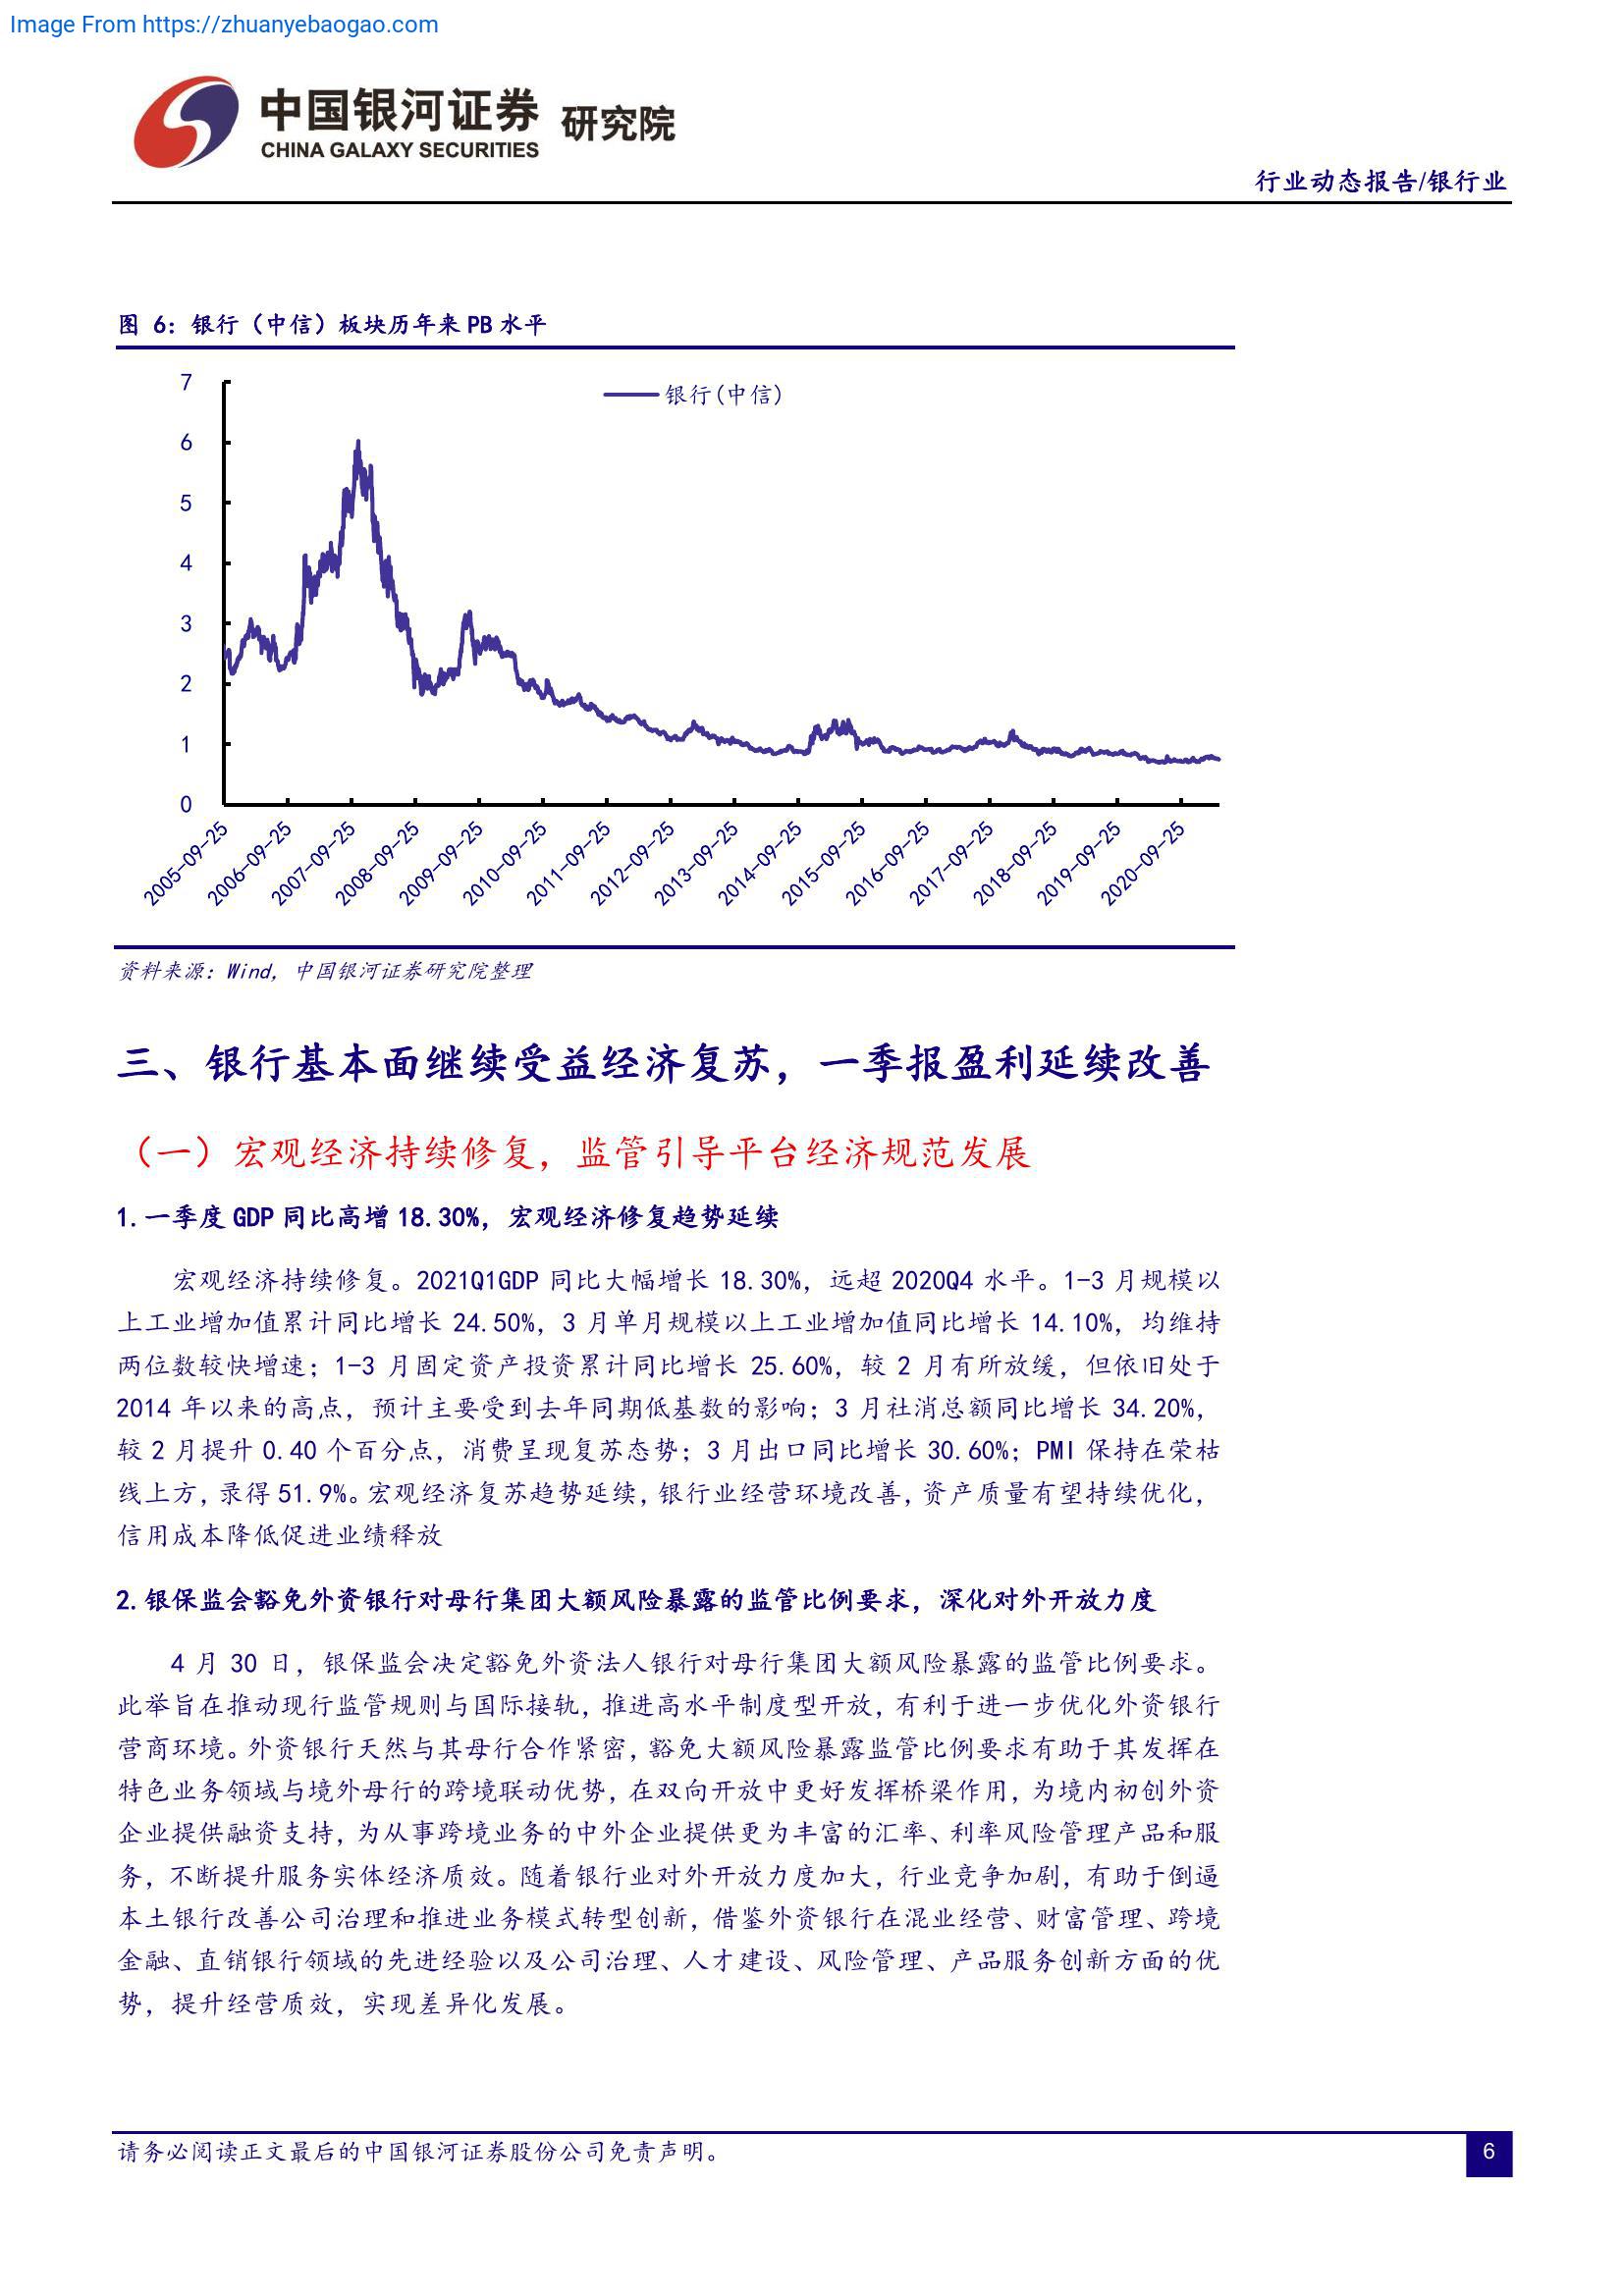 Image From https://zhuanyebaogao.com
中国银河证券 研究院
CHINA GALAXY SECURITIES
行业动态报告/银行业
图 6：银行（中信）板块历年来 PB 水平
银行(中信)
7
6
5
4
3
2
1
0
2005-09-25
2006-09-25
2007-09-25
2008-09-25
2009-09-25
2010-09-25
2011-09-25
2012-09-25
2013-09-25
2014-09-25
2015-09-25
2016-09-25
2017-09-25
2018-09-25
2019-09-25
2020-09-25
资料来源：Wind，中国银河证券研究院整理
三、银行基本面继续受益经济复苏，一季报盈利延续改善
（一）宏观经济持续修复，监管引导平台经济规范发展
1.一季度 GDP 同比高增 18.30%，宏观经济修复趋势延续
宏观经济持续修复。2021Q1GDP 同比大幅增长 18.30%，远超 2020Q4 水平。1-3 月规模以
上工业增加值累计同比增长 24.50%，3 月单月规模以上工业增加值同比增长 14.10%，均维持
两位数较快增速；1-3 月固定资产投资累计同比增长 25.60%，较 2 月有所放缓，但依旧处于
2014 年以来的高点，预计主要受到去年同期低基数的影响；3 月社消总额同比增长 34.20%，
较 2 月提升 0.40 个百分点，消费呈现复苏态势；3 月出口同比增长 30.60%；PMI 保持在荣枯
线上方，录得 51.9%。宏观经济复苏趋势延续，银行业经营环境改善，资产质量有望持续优化，
信用成本降低促进业绩释放
2.银保监会豁免外资银行对母行集团大额风险暴露的监管比例要求，深化对外开放力度
4 月 30 日，银保监会决定豁免外资法人银行对母行集团大额风险暴露的监管比例要求。
此举旨在推动现行监管规则与国际接轨，推进高水平制度型开放，有利于进一步优化外资银行
营商环境。外资银行天然与其母行合作紧密，豁免大额风险暴露监管比例要求有助于其发挥在
特色业务领域与境外母行的跨境联动优势，在双向开放中更好发挥桥梁作用，为境内初创外资
企业提供融资支持，为从事跨境业务的中外企业提供更为丰富的汇率、利率风险管理产品和服
务，不断提升服务实体经济质效。随着银行业对外开放力度加大，行业竞争加剧，有助于倒逼
本土银行改善公司治理和推进业务模式转型创新，借鉴外资银行在混业经营、财富管理、跨境
金融、直销银行领域的先进经验以及公司治理、人才建设、风险管理、产品服务创新方面的优
势，提升经营质效，实现差异化发展。
请务必阅读正文最后的中国银河证券股份公司免责声明。
6